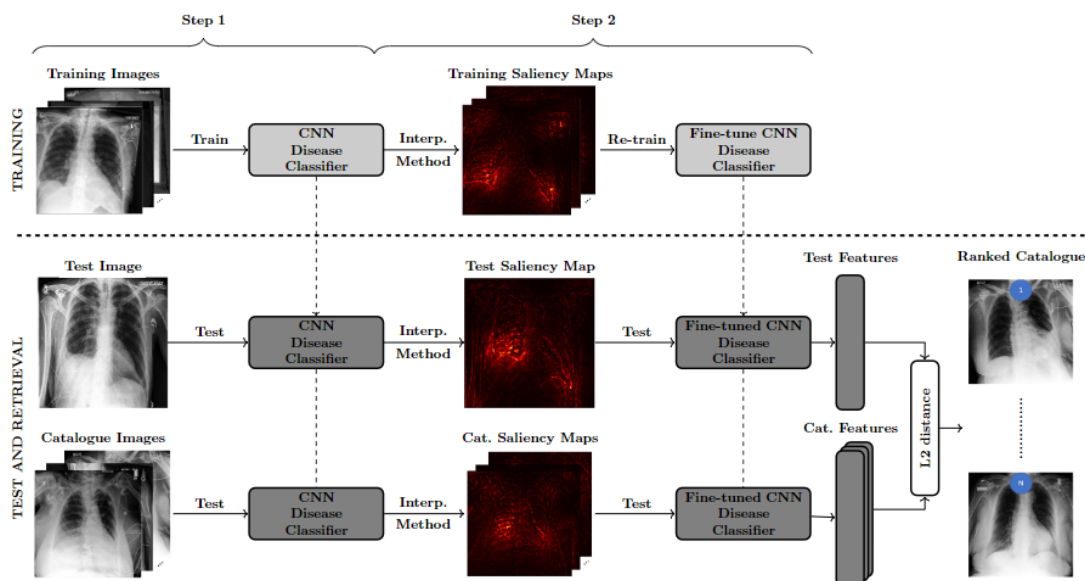 Step 1
Step 2
Training Images
Training Saliency Maps
TRAINING
Train
CNN
Disease
Classifier
Interp.
Method
Re-train
Fine-tune CNN
Disease
Classifier
...
...
TEST AND RETRIEVAL
Test Image
Test Saliency Map
Test Features
Ranked Catalogue
1
Test
CNN
Disease
Classifier
Interp.
Method
Test
Fine-tuned CNN
Disease
Classifier
L2 distance
Catalogue Images
Cat. Saliency Maps
Cat. Features
N
Test
CNN
Disease
Classifier
Interp.
Method
Test
Fine-tuned CNN
Disease
Classifier
...
...